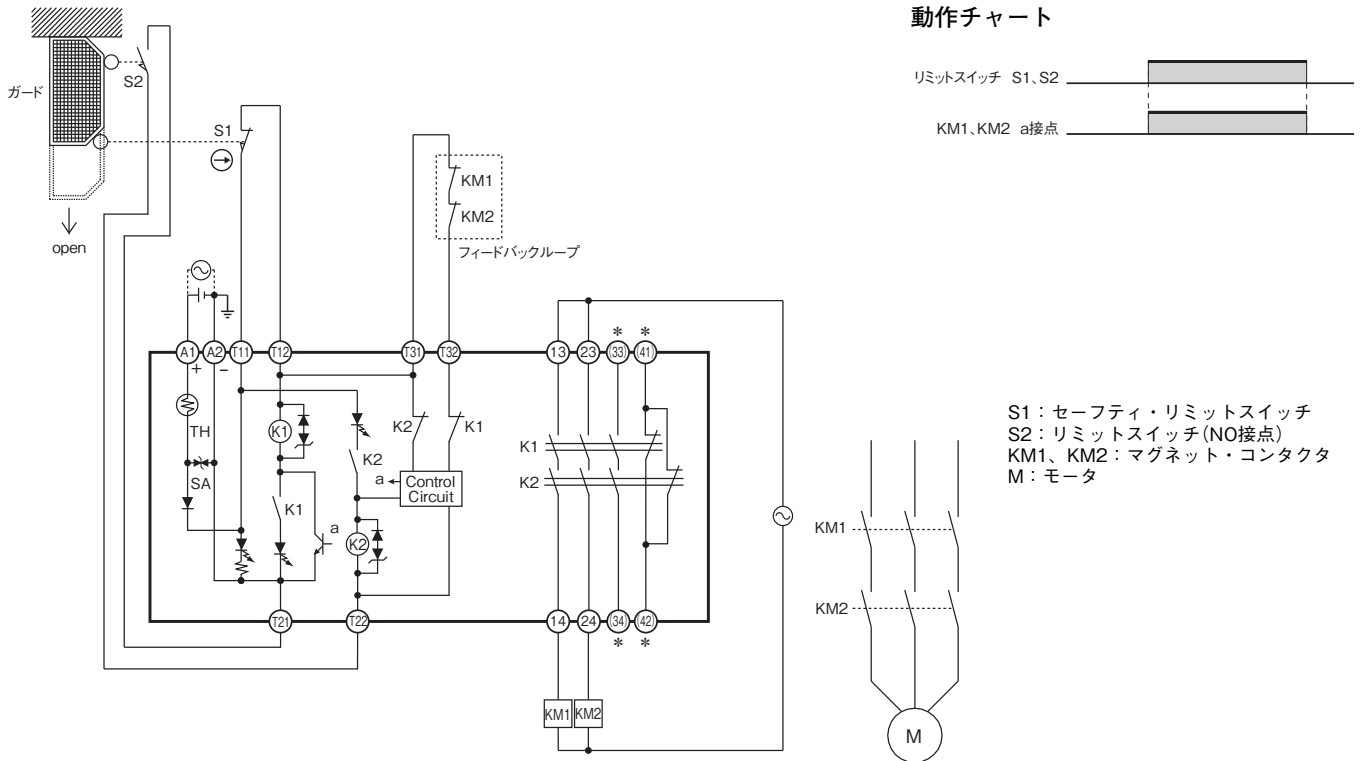 動作チャート
リミットスイッチ S1、S2
KM1、KM2 a接点
ガード
S2
S1
open
KM1
KM2
フィードバックループ
A1
A2
T11
T12
T31
T32
13
23
*
(33)
*
(41)
+
−
TH
SA
K1
K1
a
K2
K2
K2
K1
a
Control
Circuit
K1
K2
T21
T22
14
24
(34)
*
(42)
*
KM1
KM2
KM1
KM2
M
S1：セーフティ・リミットスイッチ
S2：リミットスイッチ(NO接点)
KM1、KM2：マグネット・コンタクタ
M：モータ